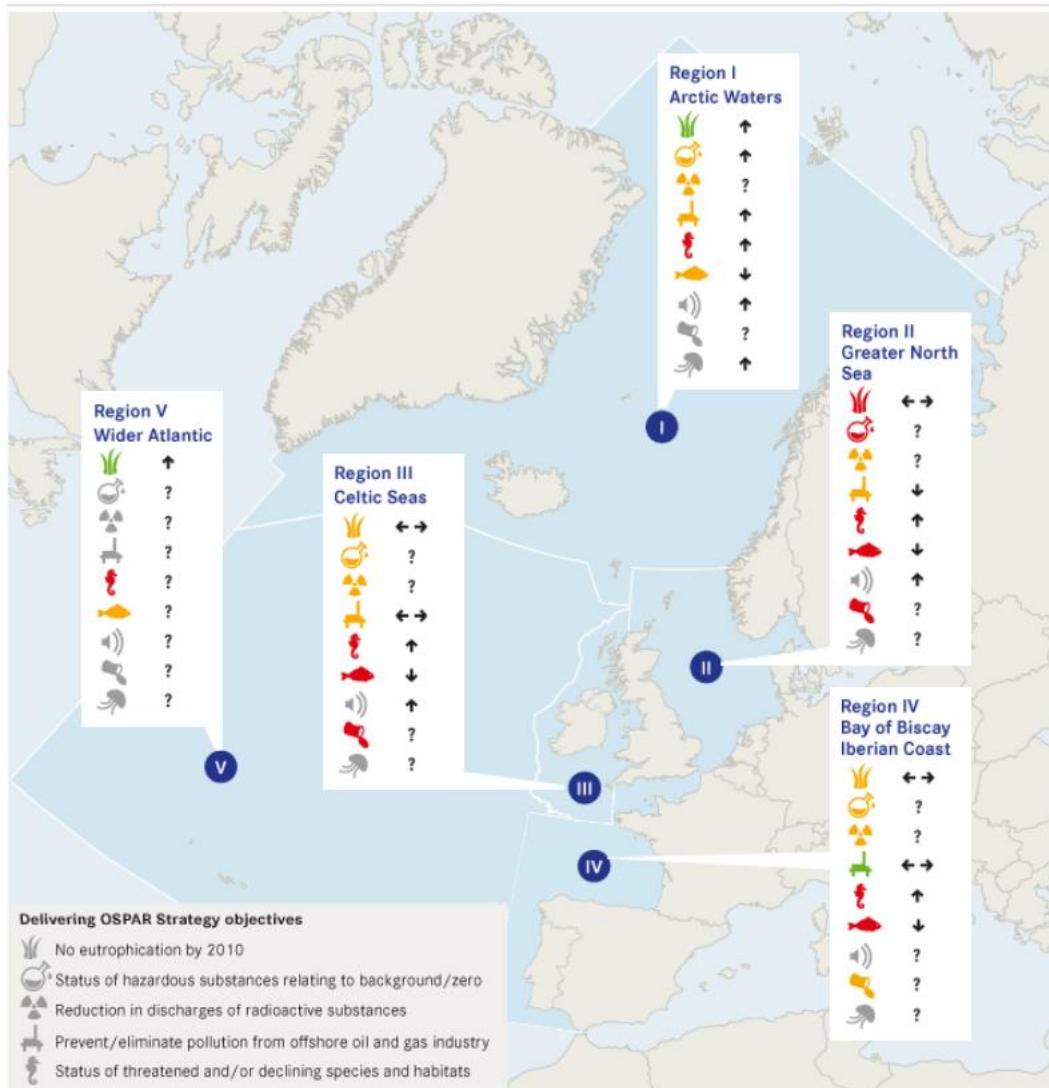 Region I
Arctic Waters
↑
↑
?
↑
↑
↓
↑
?
↑
Region II
Greater North
Sea
← →
?
?
↓
↑
↓
↑
?
?
Region V
Wider Atlantic
↑
?
?
?
?
?
?
?
?
Region III
Celtic Seas
← →
?
?
← →
↑
↓
↑
?
?
Region IV
Bay of Biscay
Iberian Coast
← →
?
?
← →
↑
↓
?
?
?
I
II
III
IV
V
Delivering OSPAR Strategy objectives
No eutrophication by 2010
Status of hazardous substances relating to background/zero
Reduction in discharges of radioactive substances
Prevent/eliminate pollution from offshore oil and gas industry
Status of threatened and/or declining species and habitats